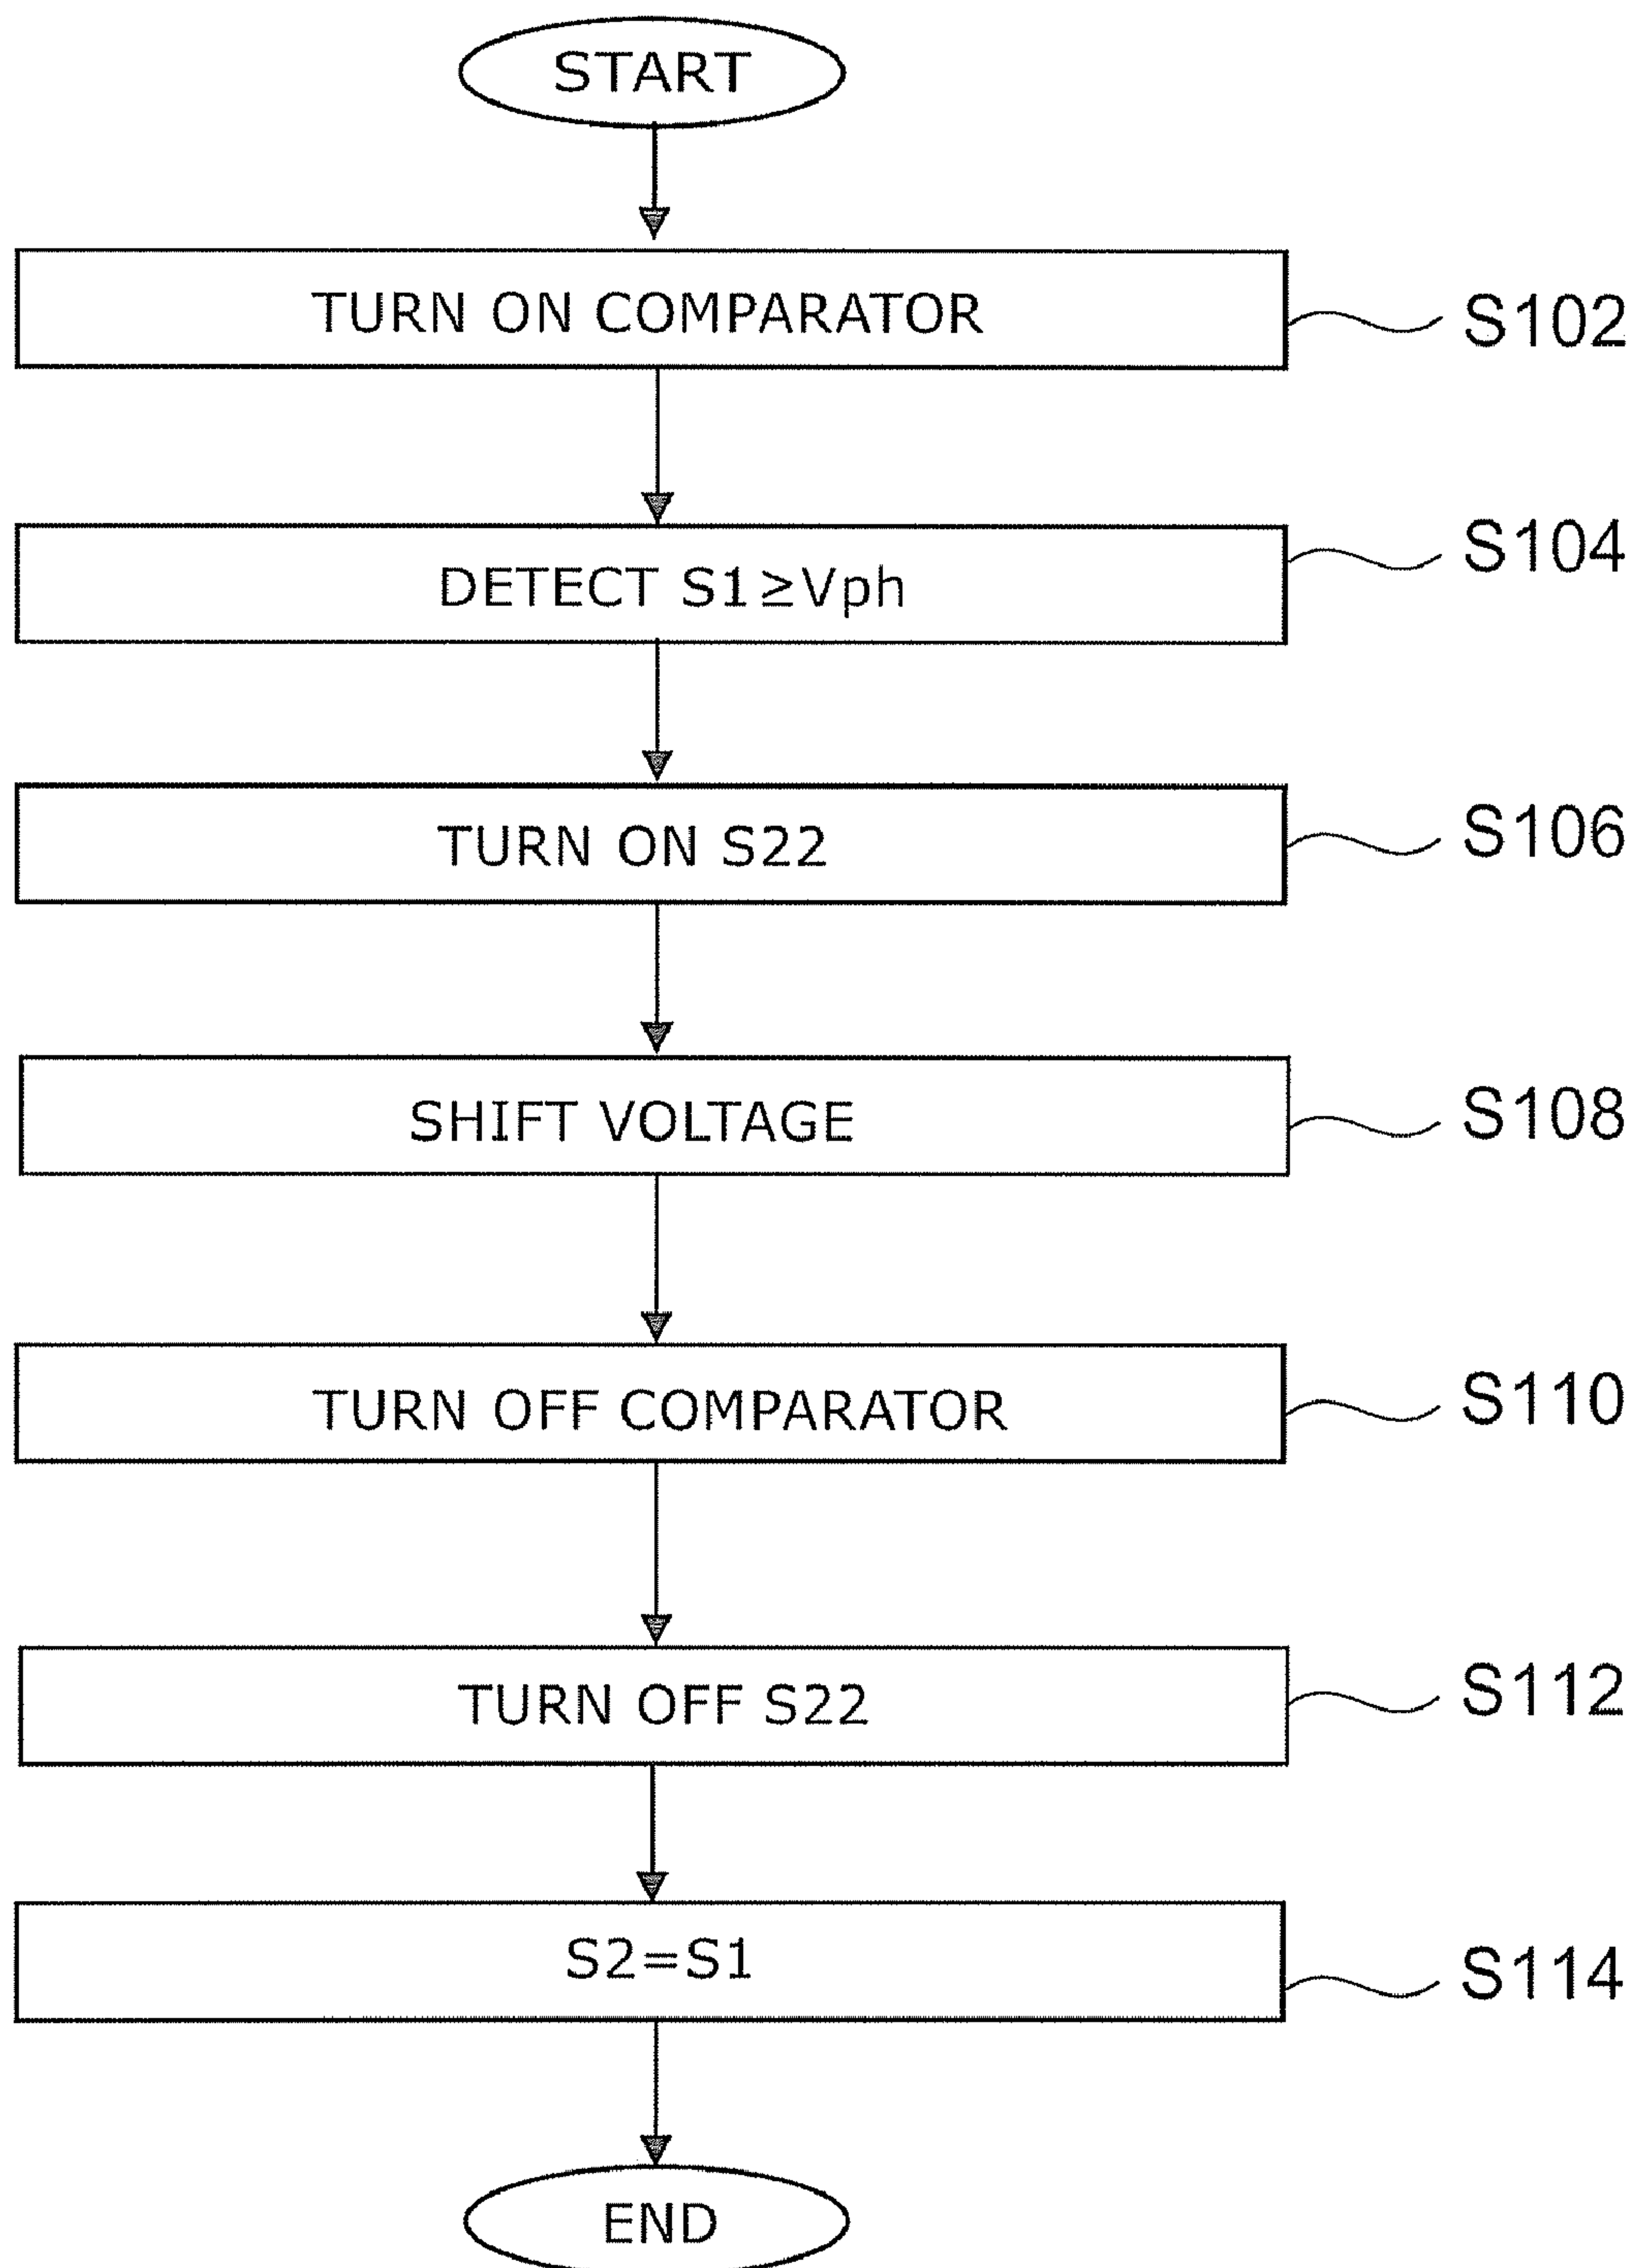 START
TURN ON COMPARATOR
S102
DETECT S1≥Vph
S104
TURN ON S22
S106
SHIFT VOLTAGE
S108
TURN OFF COMPARATOR
S110
TURN OFF S22
S112
S2=S1
S114
END